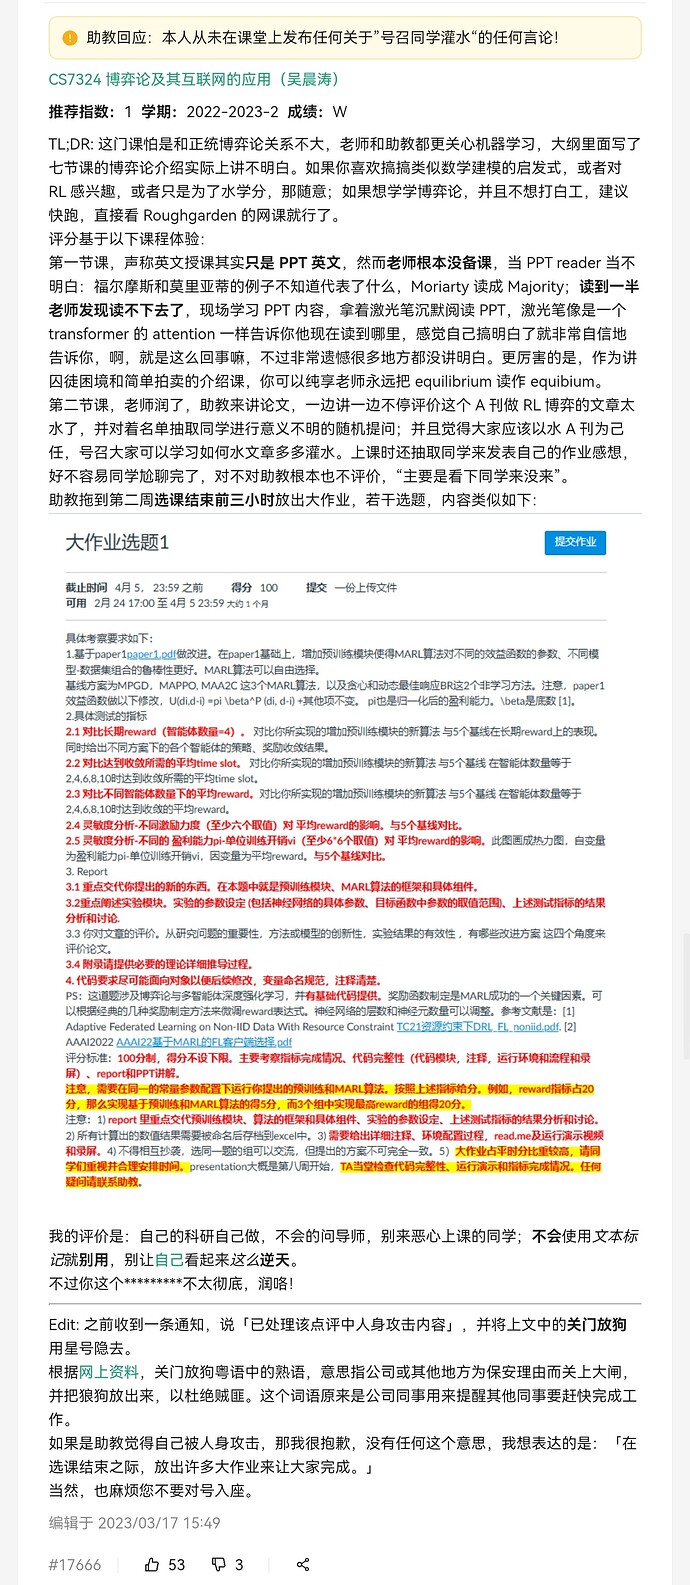 助教回应：本人从未在课堂上发布任何关于”号召同学灌水“的任何言论！
CS7324 博弈论及其互联网的应用（吴晨涛）
推荐指数：1 学期：2022-2023-2 成绩：W
TL;DR: 这门课怕是和正统博弈论关系不大，老师和助教都更关心机器学习，大纲里面写了
七节课的博弈论介绍实际上讲不明白。如果你喜欢搞搞类似数学建模的启发式，或者对
RL 感兴趣，或者只是为了水学分，那随意；如果想学学博弈论，并且不想打白工，建议
快跑，直接看 Roughgarden 的网课就行了。
评分基于以下课程体验：
第一节课，声称英文授课其实只是 PPT 英文，然而老师根本没备课，当 PPT reader 当不
明白：福尔摩斯和莫里亚蒂的例子不知道代表了什么，Moriarty 读成 Majority；读到一半
老师发现读不下去了，现场学习 PPT 内容，拿着激光笔沉默阅读 PPT，激光笔像是一个
transformer 的 attention 一样告诉你他现在读到哪里，感觉自己搞明白了就非常自信地
告诉你，啊，就是这么回事嘛，不过非常遗憾很多地方都没讲明白。更厉害的是，作为讲
囚徒困境和简单拍卖的介绍课，你可以纯享老师永远把 equilibrium 读作 equibium。
第二节课，老师润了，助教来讲论文，一边讲一边不停评价这个 A 刊做 RL 博弈的文章太
水了，并对着名单抽取同学进行意义不明的随机提问；并且觉得大家应该以水 A 刊为己
任，号召大家可以学习如何水文章多多灌水。上课时还抽取同学来发表自己的作业感想，
好不容易同学尬聊完了，对不对助教根本也不评价，“主要是看下同学来没来”。
助教拖到第二周选课结束前三小时放出大作业，若干选题，内容类似如下：
大作业选题1
提交作业
截止时间 4月 5， 23:59 之前 得分 100 提交 一份上传文件
可用 2月 24 17:00 至 4月 5 23:59 大约 1 个月
具体考察要求如下：
1.基于paper1paper1.pdf做改进。在paper1基础上，增加预训练模块使得MARL算法对不同的效益函数的参数、不同模
型-数据集组合的鲁棒性更好。MARL算法可以自由选择。
基线方案为MPGD，MAPPO, MAA2C 这3个MARL算法，以及贪心和动态最佳响应BR这2个非学习方法。注意，paper1
效益函数做以下修改，U(di,d-i) =pi \beta^P (di, d-i) +其他项不变。 pi也是归一化后的盈利能力。\beta是底数 [1]。
2.具体测试的指标
2.1 对比长期reward（智能体数量=4）。 对比你所实现的增加预训练模块的新算法 与5个基线在长期reward上的表现。
同时给出不同方案下的各个智能体的策略、奖励收敛结果。
2.2 对比达到收敛所需的平均time slot。 对比你所实现的增加预训练模块的新算法 与5个基线 在智能体数量等于
2,4,6,8,10时达到收敛所需的平均time slot。
2.3 对比不同智能体数量下的平均reward。对比你所实现的增加预训练模块的新算法 与5个基线 在智能体数量等于
2,4,6,8,10时达到收敛的平均reward。
2.4 灵敏度分析-不同激励力度（至少六个取值）对 平均reward的影响。与5个基线对比。
2.5 灵敏度分析-不同的 盈利能力pi-单位训练开销vi（至少6*6个取值）对 平均reward的影响。此图画成热力图，自变量
为盈利能力pi-单位训练开销vi，因变量为平均reward。与5个基线对比。
3. Report
3.1 重点交代你提出的新的东西。在本题中就是预训练模块、MARL算法的框架和具体组件。
3.2重点阐述实验模块。实验的参数设定 (包括神经网络的具体参数、目标函数中参数的取值范围)、上述测试指标的结果
分析和讨论.
3.3 你对文章的评价。从研究问题的重要性，方法或模型的创新性，实验结果的有效性 ，有哪些改进方案 这四个角度来
评价论文。
3.4 附录请提供必要的理论详细推导过程。
4. 代码要求尽可能面向对象以便后续修改，变量命名规范，注释清楚。
PS：这道题涉及博弈论与多智能体深度强化学习，并有基础代码提供。奖励函数制定是MARL成功的一个关键因素。可
以根据经典的几种奖励制定方法来微调reward表达式。神经网络的层数和神经元数量可以调整。参考文献是：[1]
Adaptive Federated Learning on Non-IID Data With Resource Constraint TC21资源约束下DRL_FL_noniid.pdf. [2]
AAAI2022 AAAI22基于MARL的FL客户端选择.pdf
评分标准：100分制，得分不设下限。主要考察指标完成情况、代码完整性（代码模块，注释，运行环境和流程和录
屏）、report和PPT讲解。
注意，需要在同一的常量参数配置下运行你提出的预训练和MARL算法。按照上述指标给分。例如，reward指标占20
分，那么实现基于预训练和MARL算法的得5分，而3个组中实现最高reward的组得20分。
注意：1) report 里重点交代预训练模块、算法的框架和具体组件、实验的参数设定、上述测试指标的结果分析和讨论。
2) 所有计算出的数值结果需要被命名后存档到excel中。3) 需要给出详细注释、环境配置过程，read.me及运行演示视频
和录屏。4) 不得相互抄袭，选同一题的组可以交流，但提出的方案不可完全一致。5）大作业占平时分比重较高，请同
学们重视并合理安排时间。presentation大概是第八周开始，TA当堂检查代码完整性、运行演示和指标完成情况。任何
疑问请联系助教。
我的评价是：自己的科研自己做，不会的问导师，别来恶心上课的同学；不会使用文本标
记就别用，别让自己看起来这么逆天。
不过你这个*********不太彻底，润咯！
Edit: 之前收到一条通知，说「已处理该点评中人身攻击内容」，并将上文中的关门放狗
用星号隐去。
根据网上资料，关门放狗粤语中的熟语，意思指公司或其他地方为保安理由而关上大闸，
并把狼狗放出来，以杜绝贼匪。这个词语原来是公司同事用来提醒其他同事要赶快完成工
作。
如果是助教觉得自己被人身攻击，那我很抱歉，没有任何这个意思，我想表达的是：「在
选课结束之际，放出许多大作业来让大家完成。」
当然，也麻烦您不要对号入座。
编辑于 2023/03/17 15:49
#17666 53 3